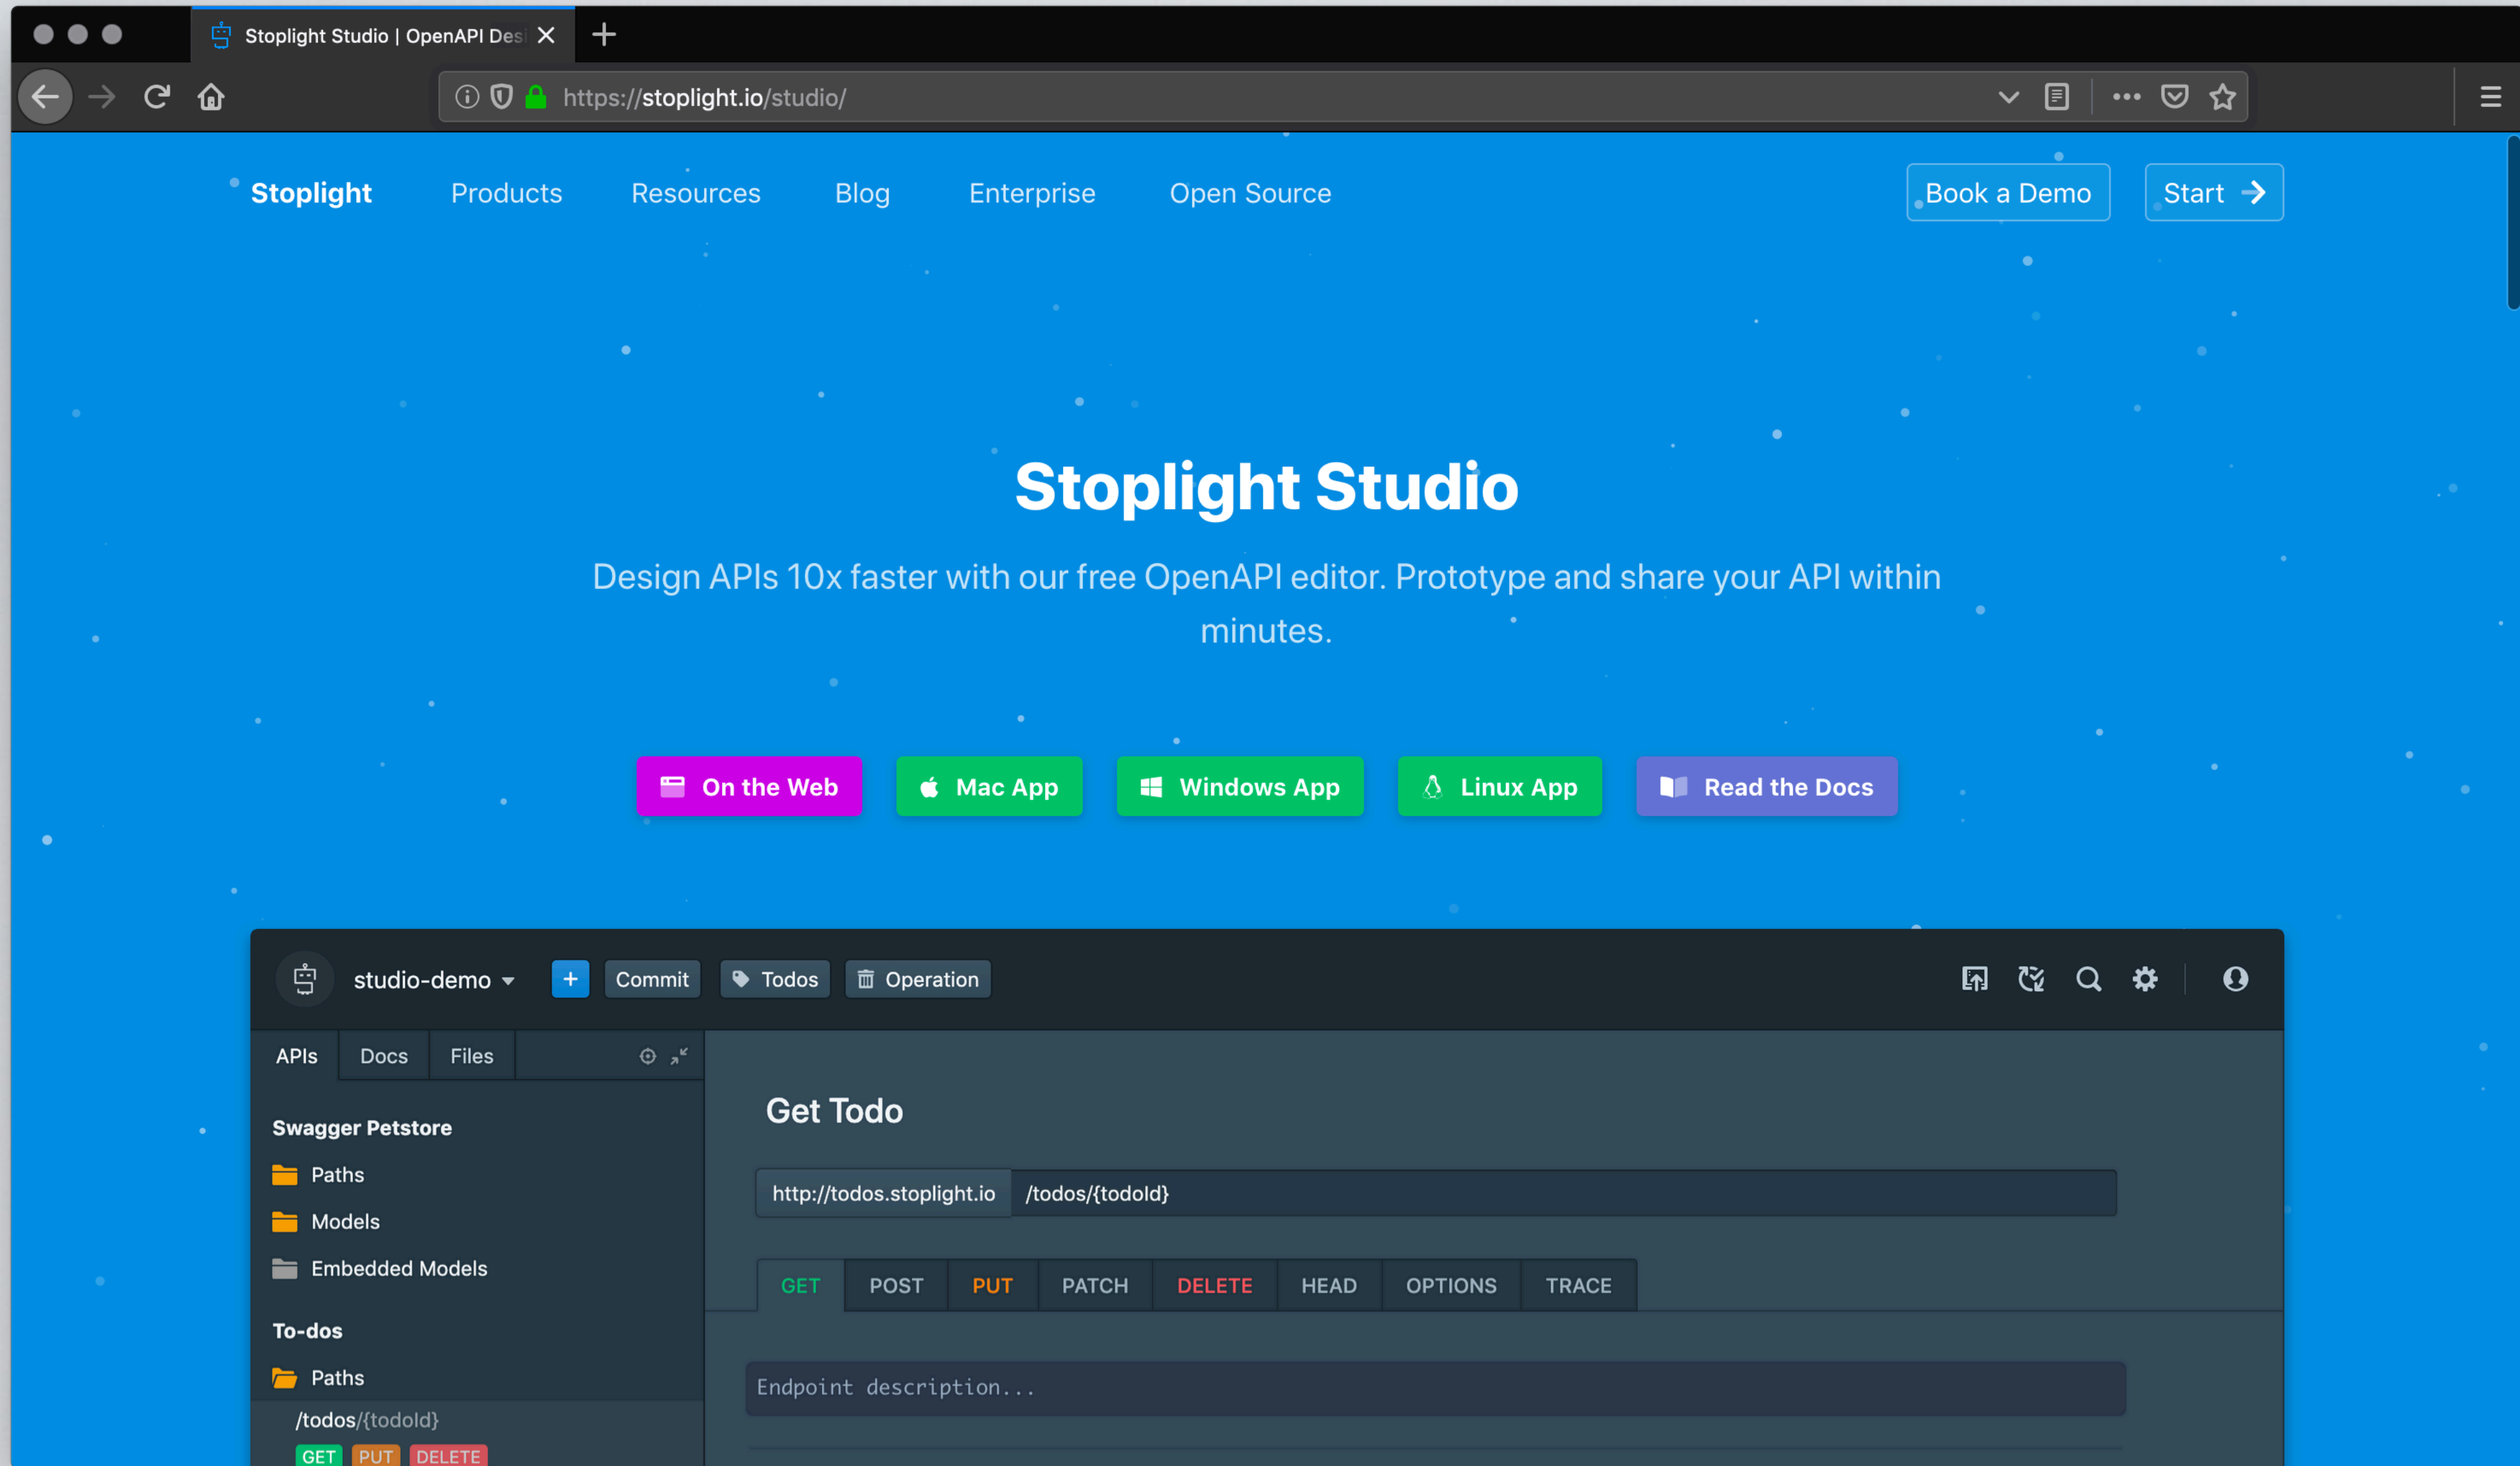 Stoplight Studio | OpenAPI Desi
https://stoplight.io/studio/
Stoplight Products Resources Blog Enterprise Open Source Book a Demo Start
Stoplight Studio
Design APIs 10x faster with our free OpenAPI editor. Prototype and share your API within
minutes.
On the Web Mac App Windows App Linux App Read the Docs
studio-demo + Commit Todos Operation
APIs Docs Files
Swagger Petstore
Paths
Models
Embedded Models
To-dos
Paths
/todos/{todoId}
GET PUT DELETE
Get Todo
http://todos.stoplight.io /todos/{todoId}
GET POST PUT PATCH DELETE HEAD OPTIONS TRACE
Endpoint description...